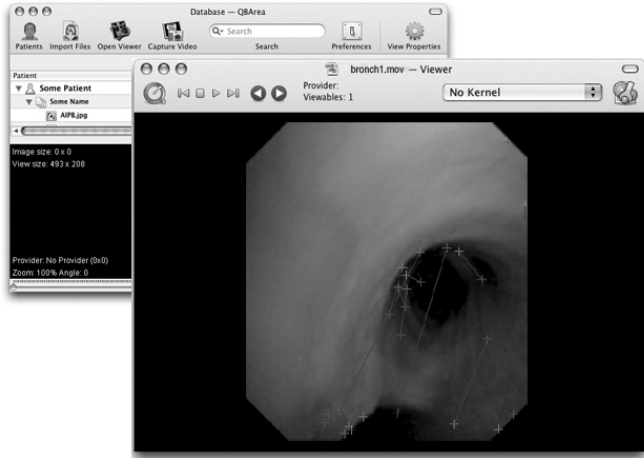 Database — QBArea
Patients Import Files Open Viewer Capture Video Search Preferences View Properties
Search
Patient
Some Patient
Some Name
AIPB.jpg
Image size: 0 x 0
View size: 493 x 208
Provider: No Provider (0x0)
Zoom: 100% Angle: 0
bronch1.mov — Viewer
Provider:
Viewables: 1
No Kernel